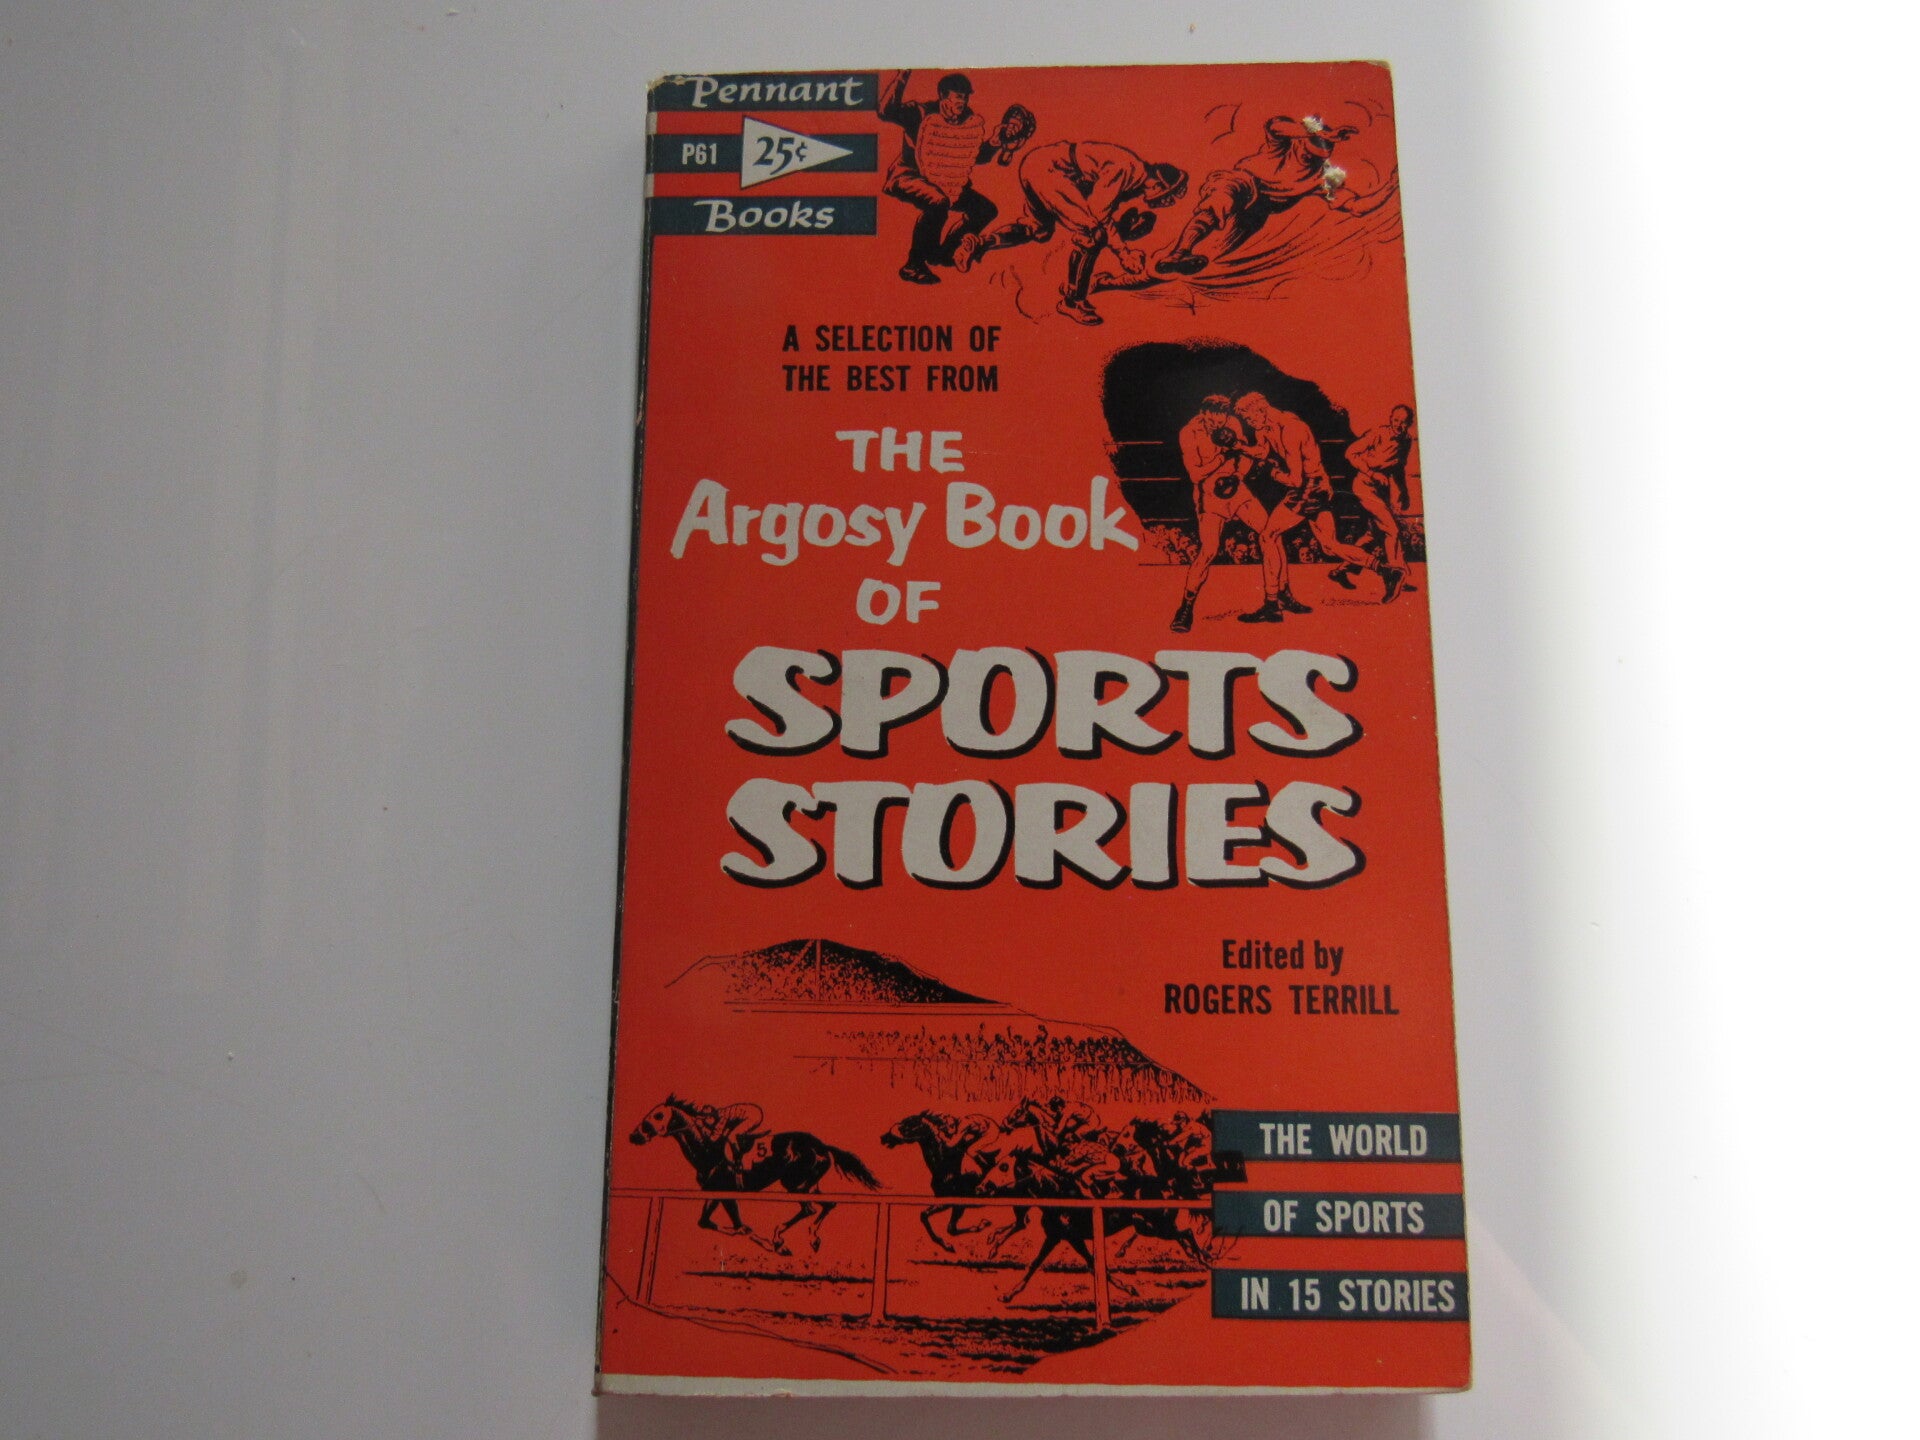 Pennant
P61 25¢
Books
A SELECTION OF
THE BEST FROM
THE
Argosy Book
OF
SPORTS
STORIES
Edited by
ROGERS TERRILL
5
THE WORLD
OF SPORTS
IN 15 STORIES